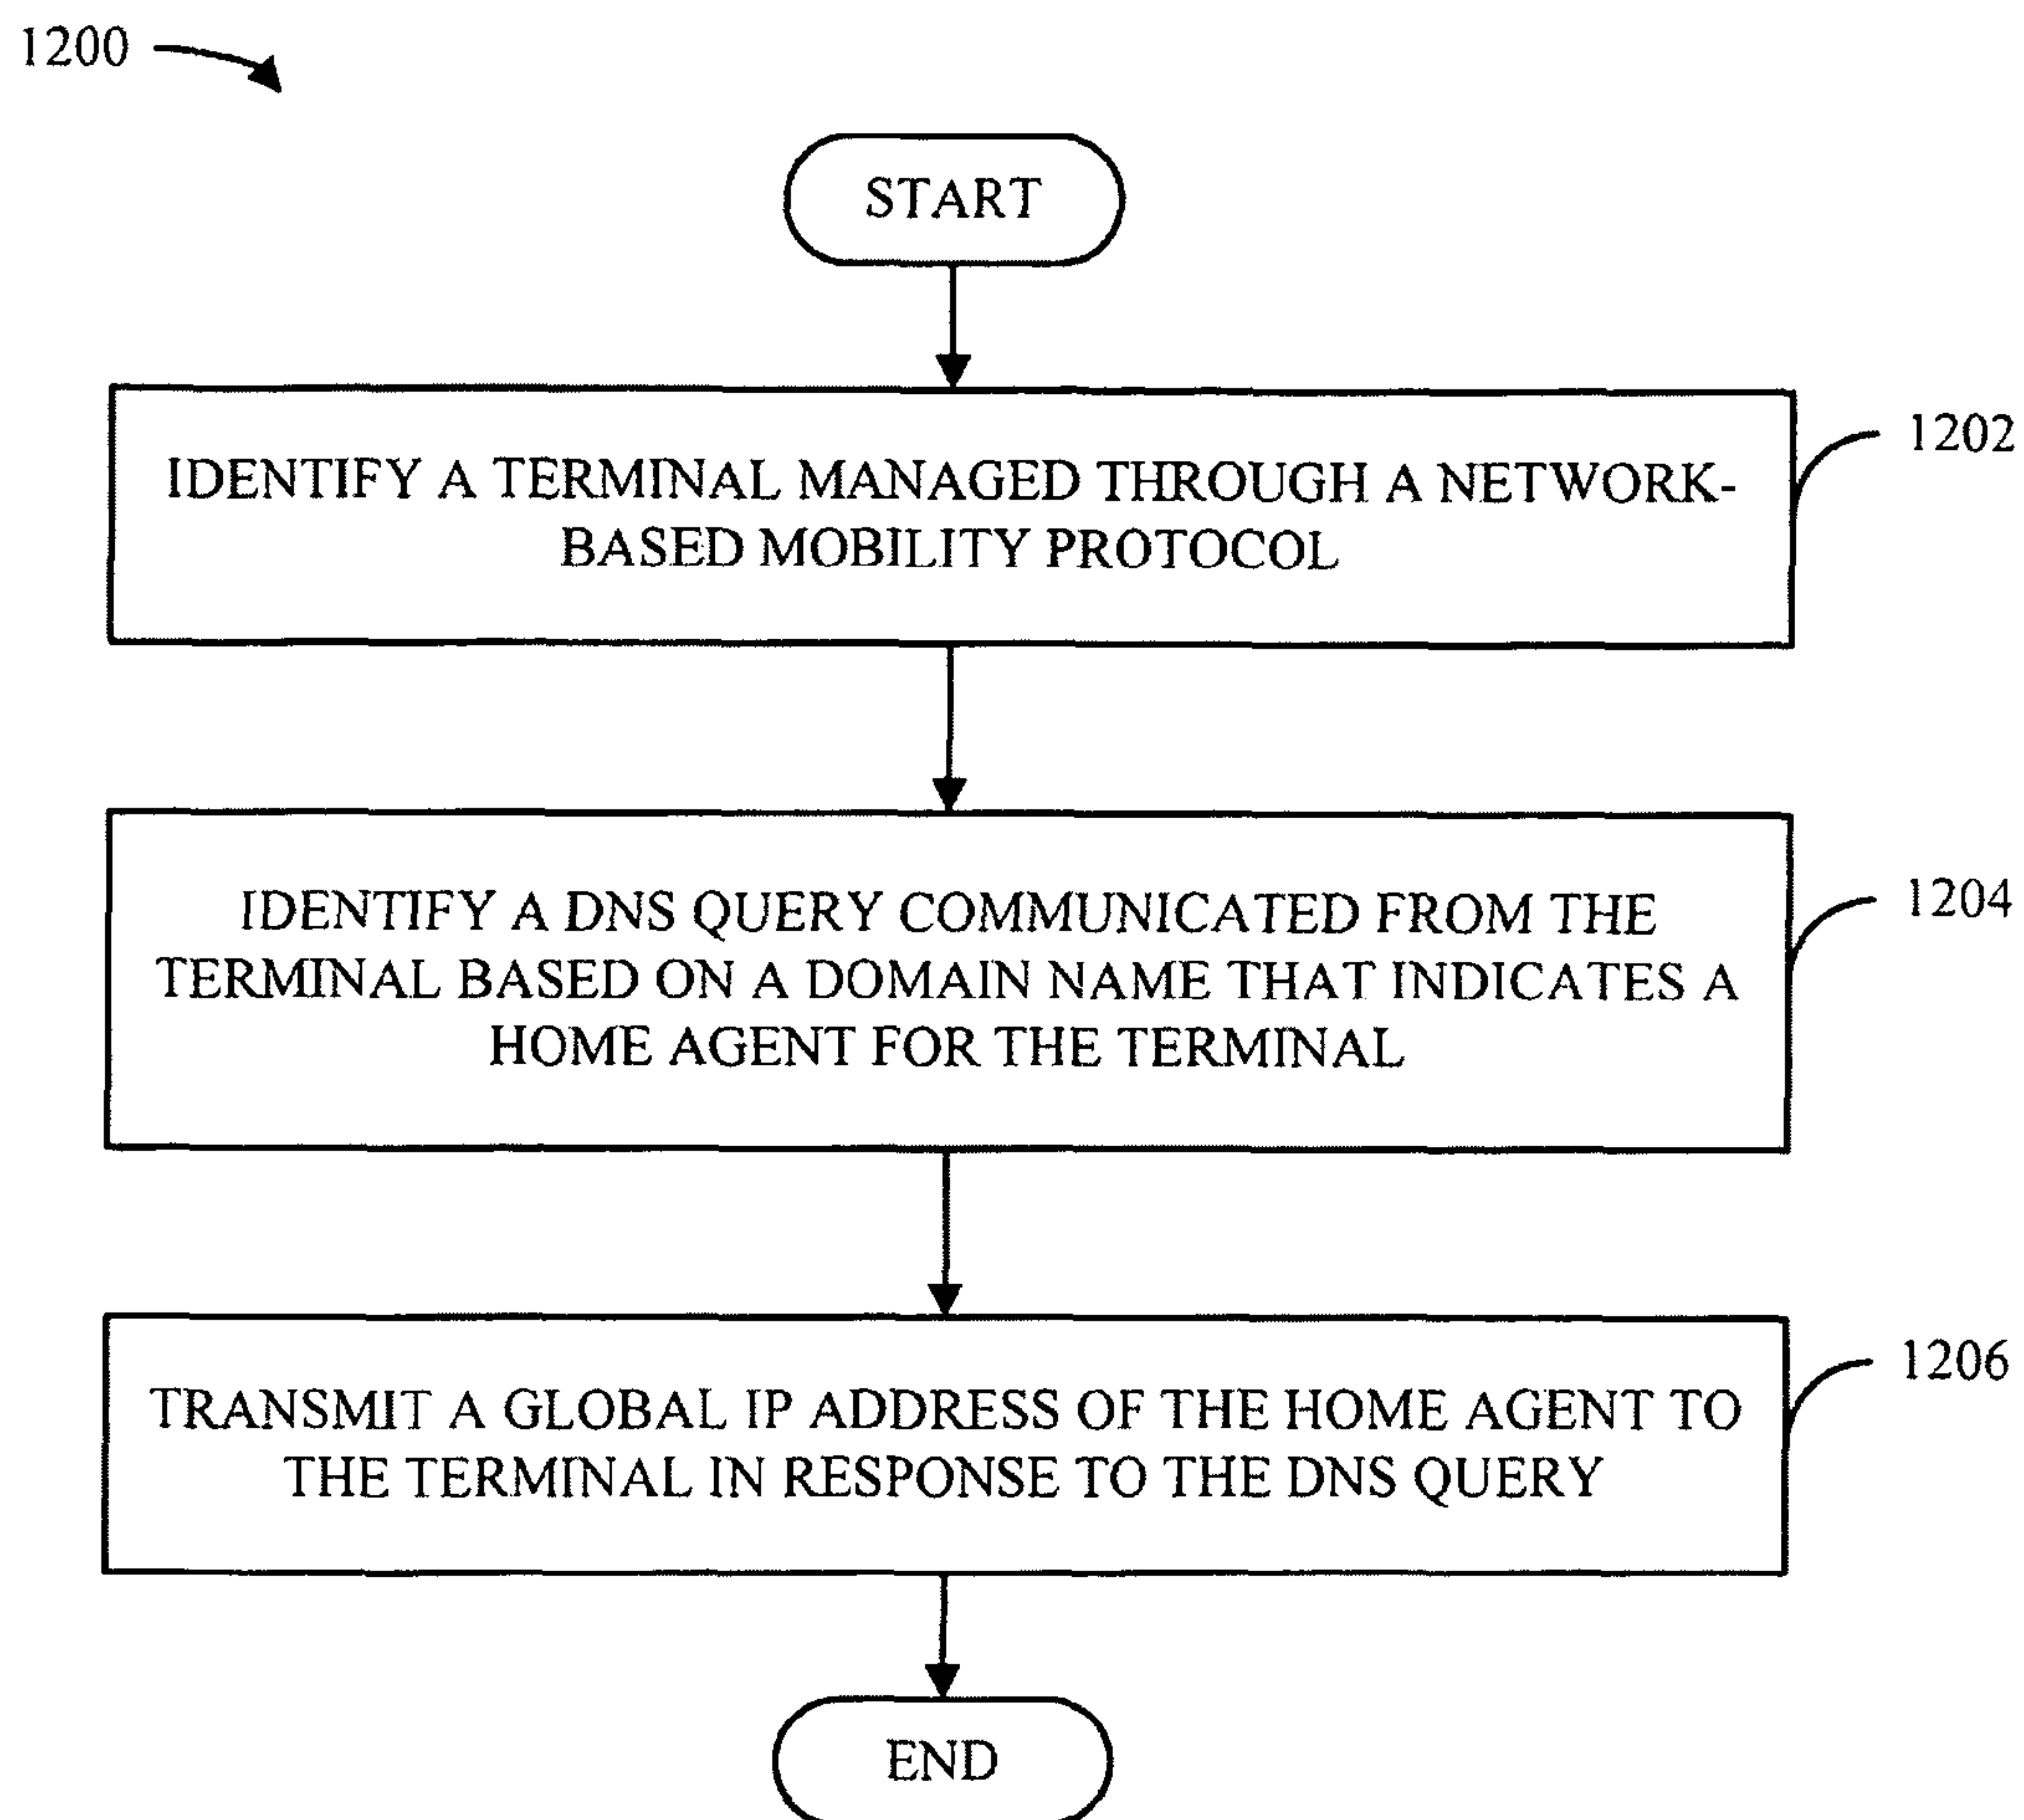 1200
START
IDENTIFY A TERMINAL MANAGED THROUGH A NETWORK-
BASED MOBILITY PROTOCOL
1202
IDENTIFY A DNS QUERY COMMUNICATED FROM THE
TERMINAL BASED ON A DOMAIN NAME THAT INDICATES A
HOME AGENT FOR THE TERMINAL
1204
TRANSMIT A GLOBAL IP ADDRESS OF THE HOME AGENT TO
THE TERMINAL IN RESPONSE TO THE DNS QUERY
1206
END